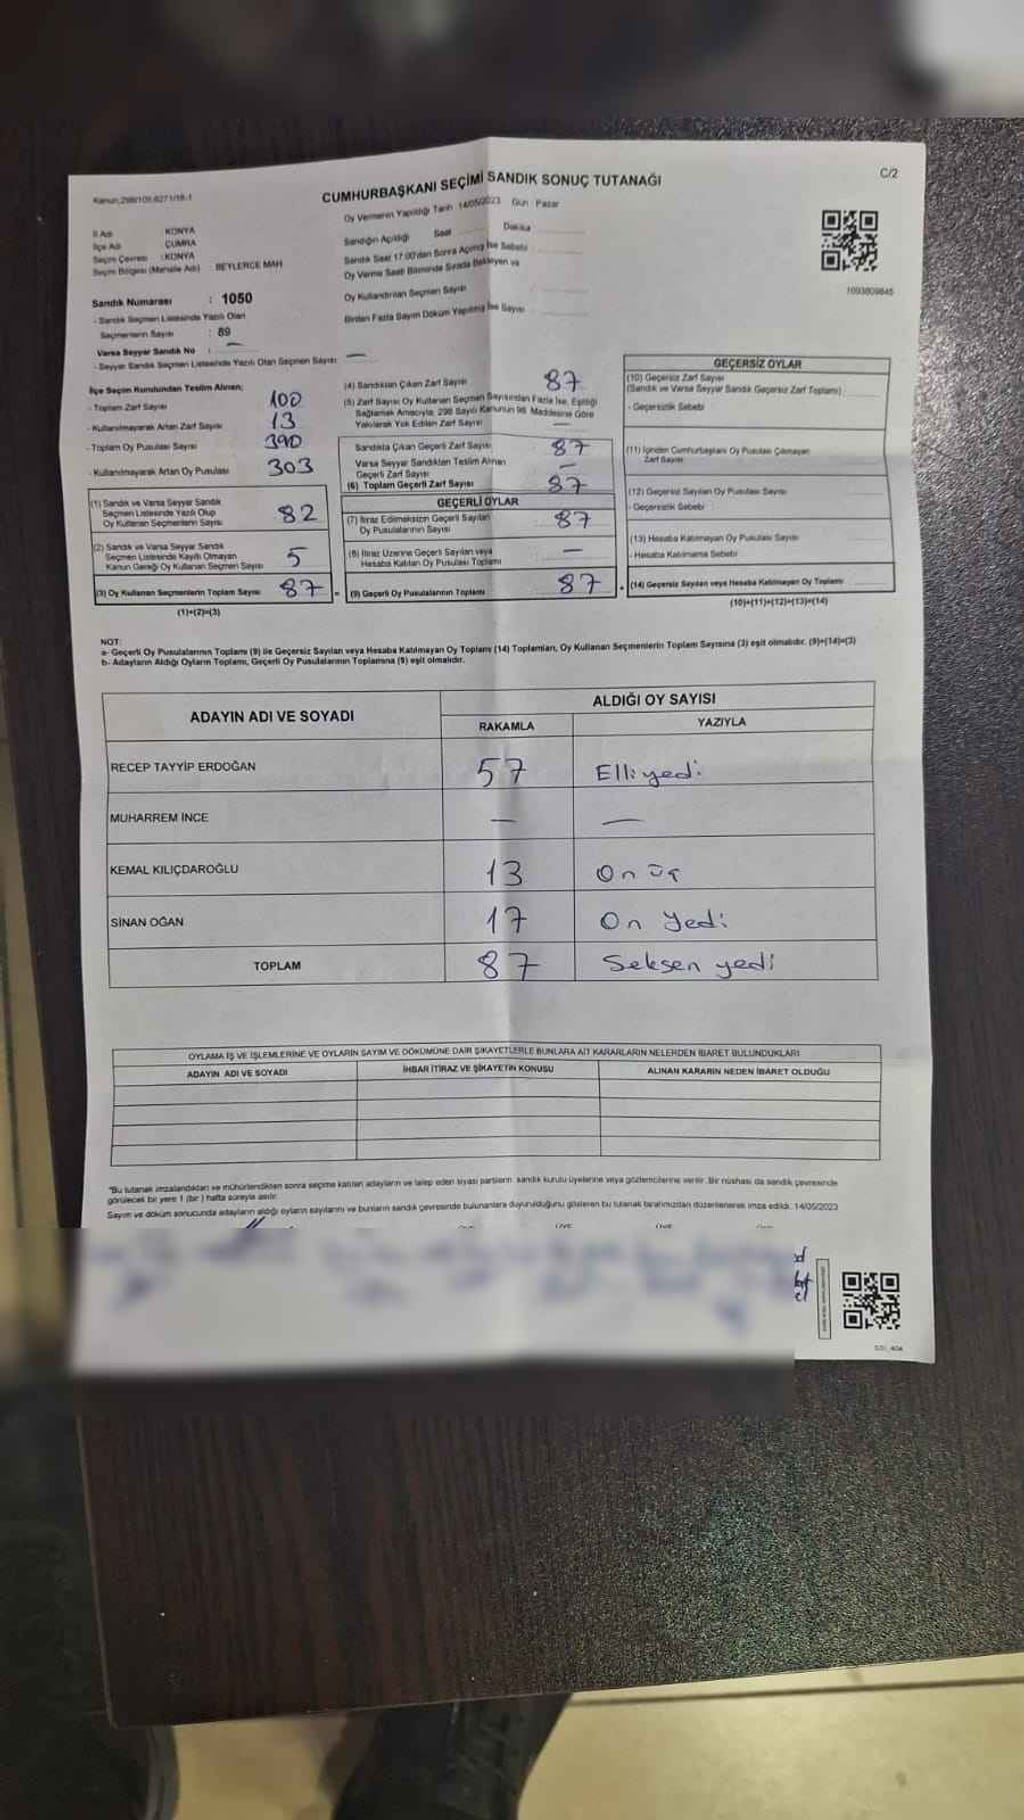 Kanun:298/105-6271/18-1
CUMHURBAŞKANI SEÇİMİ SANDIK SONUÇ TUTANAĞI
C/2
Oy Vermenin Yapıldığı Tarih 14/05/2023 Gün : Pazar
İl Adı KONYA
İlçe Adı ÇUMRA
Seçim Çevresi : KONYA
Seçim Bölgesi (Mahalle Adı) : BEYLERCE MAH
Sandığın Açıldığı Saat Dakika
Sandık Saat 17:00'dan Sonra Açılmış İse Sebebi
Oy Verme Saati Bitiminde Sırada Bekleyen ve
Oy Kullandırılan Seçmen Sayısı
Birden Fazla Sayım Döküm Yapılmış İse Sayısı
1093809845
Sandık Numarası : 1050
- Sandık Seçmen Listesinde Yazılı Olan
Seçmenlerin Sayısı : 89
Varsa Seyyar Sandık No : —
- Seyyar Sandık Seçmen Listesinde Yazılı Olan Seçmen Sayısı —
İlçe Seçim Kurulundan Teslim Alınan;
- Toplam Zarf Sayısı 100
- Kullanılmayarak Artan Zarf Sayısı 13
- Toplam Oy Pusulası Sayısı 390
- Kullanılmayarak Artan Oy Pusulası 303
(1) Sandık ve Varsa Seyyar Sandık
Seçmen Listesinde Yazılı Olup
Oy Kullanan Seçmenlerin Sayısı 82
(2) Sandık ve Varsa Seyyar Sandık
Seçmen Listesinde Kayıtlı Olmayan
Kanun Gereği Oy Kullanan Seçmen Sayısı 5
(3) Oy Kullanan Seçmenlerin Toplam Sayısı 87 =
(1)+(2)=(3)
(4) Sandıktan Çıkan Zarf Sayısı 87
(5) Zarf Sayısı Oy Kullanan Seçmen Sayısından Fazla İse, Eşitliği
Sağlamak Amacıyla, 298 Sayılı Kanunun 98. Maddesine Göre
Yakılarak Yok Edilen Zarf Sayısı —
Sandıkta Çıkan Geçerli Zarf Sayısı 87
Varsa Seyyar Sandıktan Teslim Alınan
Geçerli Zarf Sayısı —
(6) Toplam Geçerli Zarf Sayısı 87
GEÇERLİ OYLAR
(7) İtiraz Edilmeksizin Geçerli Sayılan
Oy Pusulalarının Sayısı 87
(8) İtiraz Üzerine Geçerli Sayılan veya
Hesaba Katılan Oy Pusulası Toplamı —
(9) Geçerli Oy Pusulalarının Toplamı 87 +
GEÇERSİZ OYLAR
(10) Geçersiz Zarf Sayısı
(Sandık ve Varsa Seyyar Sandık Geçersiz Zarf Toplamı)
- Geçersizlik Sebebi
(11) İçinden Cumhurbaşkanı Oy Pusulası Çıkmayan
Zarf Sayısı
(12) Geçersiz Sayılan Oy Pusulası Sayısı
- Geçersizlik Sebebi
(13) Hesaba Katılmayan Oy Pusulası Sayısı
- Hesaba Katılmama Sebebi
(14) Geçersiz Sayılan veya Hesaba Katılmayan Oy Toplamı
(10)+(11)+(12)+(13)=(14)
NOT:
a- Geçerli Oy Pusulalarının Toplamı (9) ile Geçersiz Sayılan veya Hesaba Katılmayan Oy Toplamı (14) Toplamları, Oy Kullanan Seçmenlerin Toplam Sayısına (3) eşit olmalıdır. (9)+(14)=(3)
b- Adayların Aldığı Oyların Toplamı, Geçerli Oy Pusulalarının Toplamına (9) eşit olmalıdır.
ADAYIN ADI VE SOYADI ALDIĞI OY SAYISI
RAKAMLA YAZIYLA
RECEP TAYYİP ERDOĞAN 57 Elliyedi
MUHARREM İNCE — —
KEMAL KILIÇDAROĞLU 13 On üç
SİNAN OĞAN 17 On Yedi
TOPLAM 87 Seksen yedi
OYLAMA İŞ VE İŞLEMLERİNE VE OYLARIN SAYIM VE DÖKÜMÜNE DAİR ŞİKAYETLERLE BUNLARA AİT KARARLARIN NELERDEN İBARET BULUNDUKLARI
ADAYIN ADI VE SOYADI İHBAR İTİRAZ VE ŞİKAYETİN KONUSU ALINAN KARARIN NEDEN İBARET OLDUĞU
*Bu tutanak imzalandıktan ve mühürlendikten sonra seçime katılan adayların ve talep eden siyasi partilerin sandık kurulu üyelerine veya gözlemcilerine verilir. Bir nüshası da sandık çevresinde
görülecek bir yere 1 (bir) hafta süreyle asılır.
Sayım ve döküm sonucunda adayların aldığı oyların sayılarını ve bunların sandık çevresinde bulunanlara duyurulduğunu gösteren bu tutanak tarafımızdan düzenlenerek imza edildi. 14/05/2023